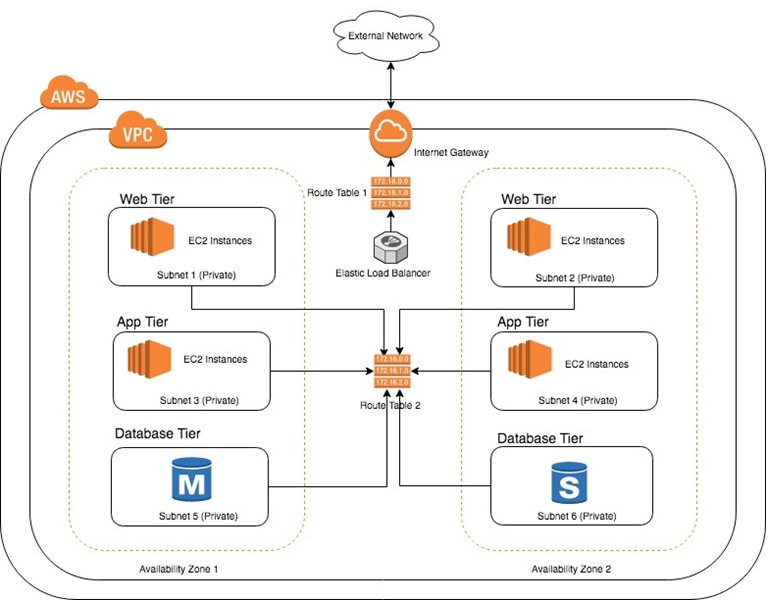 External Network
AWS
VPC
Internet Gateway
Route Table 1
172.16.0.0
172.16.1.0
172.16.2.0
Elastic Load Balancer
Web Tier
EC2 Instances
Subnet 1 (Private)
Web Tier
EC2 Instances
Subnet 2 (Private)
App Tier
EC2 Instances
Subnet 3 (Private)
172.16.0.0
172.16.1.0
172.16.2.0
Route Table 2
App Tier
EC2 Instances
Subnet 4 (Private)
Database Tier
M
Subnet 5 (Private)
Database Tier
S
Subnet 6 (Private)
Availability Zone 1
Availability Zone 2